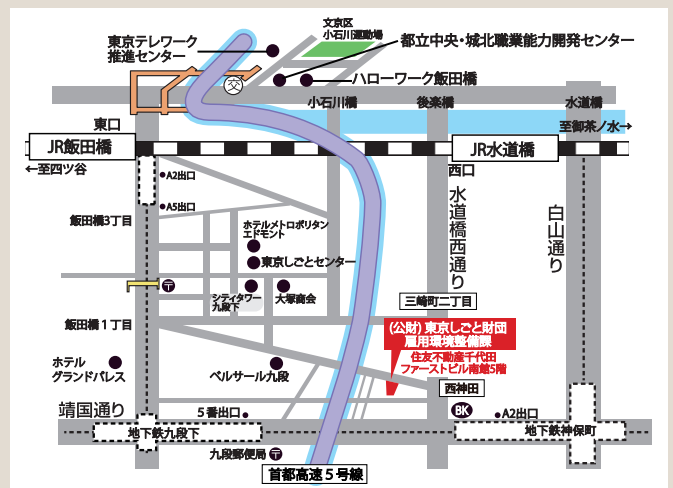 文京区
小石川運動場
東京テレワーク
推進センター
都立中央・城北職業能力開発センター
交
ハローワーク飯田橋
小石川橋
後楽橋
水道橋
東口
至御茶ノ水→
JR飯田橋
JR水道橋
←至四ツ谷
西口
A2出口
A5出口
水道橋西通り
白山通り
飯田橋3丁目
ホテルメトロポリタン
エドモント
東京しごとセンター
〒
シティタワー
九段下
大塚商会
三崎町二丁目
飯田橋1丁目
(公財)東京しごと財団
雇用環境整備課
住友不動産千代田
ファーストビル南館5階
ホテル
グランドパレス
ベルサール九段
西神田
靖国通り
5番出口
BK
A2出口
地下鉄九段下
地下鉄神保町
九段郵便局
〒
首都高速5号線